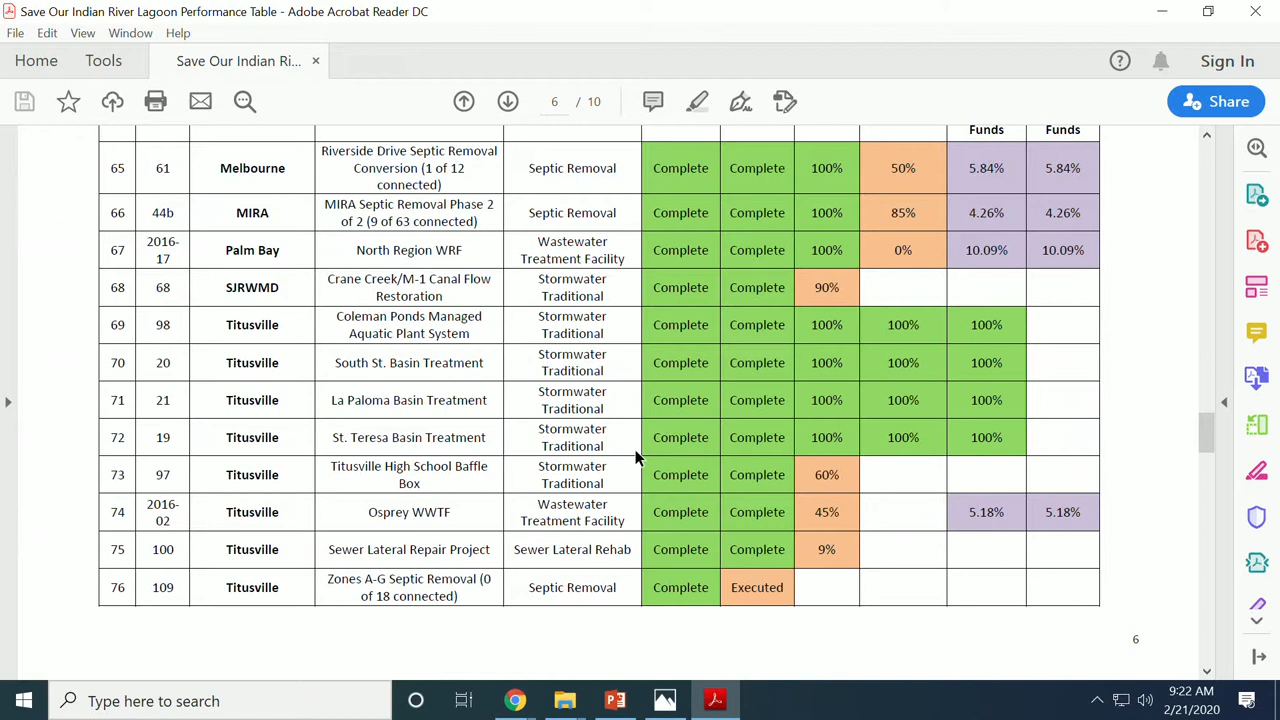 Save Our Indian River Lagoon Performance Table - Adobe Acrobat Reader DC
File Edit View Window Help
Home Tools Save Our Indian Ri... × Sign In
6 / 10 Share
Funds Funds
65 61 Melbourne Riverside Drive Septic Removal Conversion (1 of 12 connected) Septic Removal Complete Complete 100% 50% 5.84% 5.84%
66 44b MIRA MIRA Septic Removal Phase 2 of 2 (9 of 63 connected) Septic Removal Complete Complete 100% 85% 4.26% 4.26%
67 2016-17 Palm Bay North Region WRF Wastewater Treatment Facility Complete Complete 100% 0% 10.09% 10.09%
68 68 SJRWMD Crane Creek/M-1 Canal Flow Restoration Stormwater Traditional Complete Complete 90%
69 98 Titusville Coleman Ponds Managed Aquatic Plant System Stormwater Traditional Complete Complete 100% 100% 100%
70 20 Titusville South St. Basin Treatment Stormwater Traditional Complete Complete 100% 100% 100%
71 21 Titusville La Paloma Basin Treatment Stormwater Traditional Complete Complete 100% 100% 100%
72 19 Titusville St. Teresa Basin Treatment Stormwater Traditional Complete Complete 100% 100% 100%
73 97 Titusville Titusville High School Baffle Box Stormwater Traditional Complete Complete 60%
74 2016-02 Titusville Osprey WWTF Wastewater Treatment Facility Complete Complete 45% 5.18% 5.18%
75 100 Titusville Sewer Lateral Repair Project Sewer Lateral Rehab Complete Complete 9%
76 109 Titusville Zones A-G Septic Removal (0 of 18 connected) Septic Removal Complete Executed
6
Type here to search
9:22 AM
2/21/2020